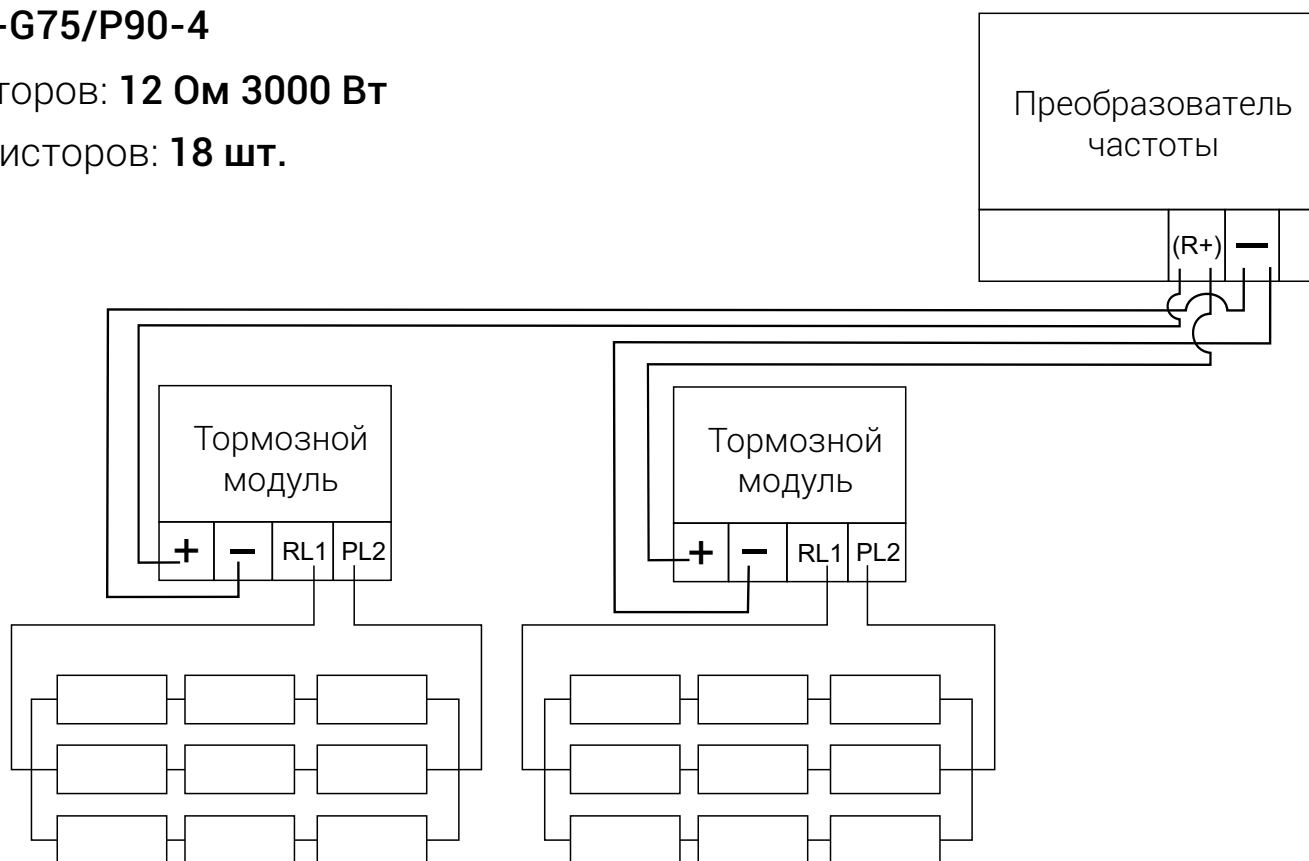 -G75/P90-4
торов: 12 Ом 3000 Вт
исторов: 18 шт.
Преобразователь
частоты
(R+) —
Тормозной
модуль
+ — RL1 PL2
Тормозной
модуль
+ — RL1 PL2